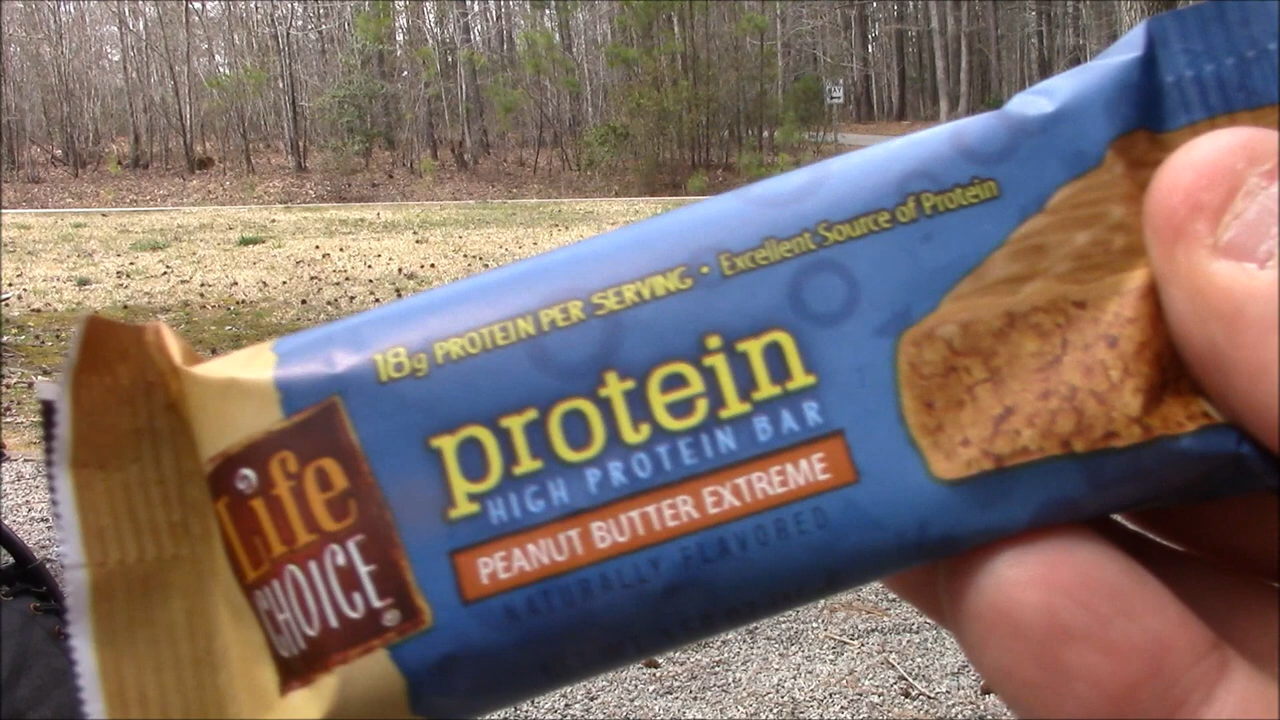 18g PROTEIN PER SERVING • Excellent Source of Protein
protein
HIGH PROTEIN BAR
PEANUT BUTTER EXTREME
NATURALLY FLAVORED
Life
CHOICE